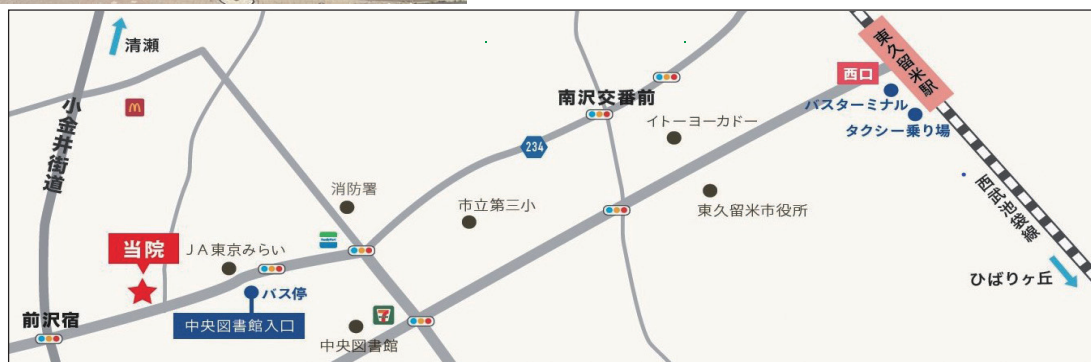 清瀬
小金井街道
東久留米駅
西口
バスターミナル
タクシー乗り場
南沢交番前
イトーヨーカドー
234
消防署
市立第三小
東久留米市役所
西武池袋線
当院
JA東京みらい
FamilyMart
ひばりヶ丘
バス停
前沢宿
中央図書館入口
7
中央図書館